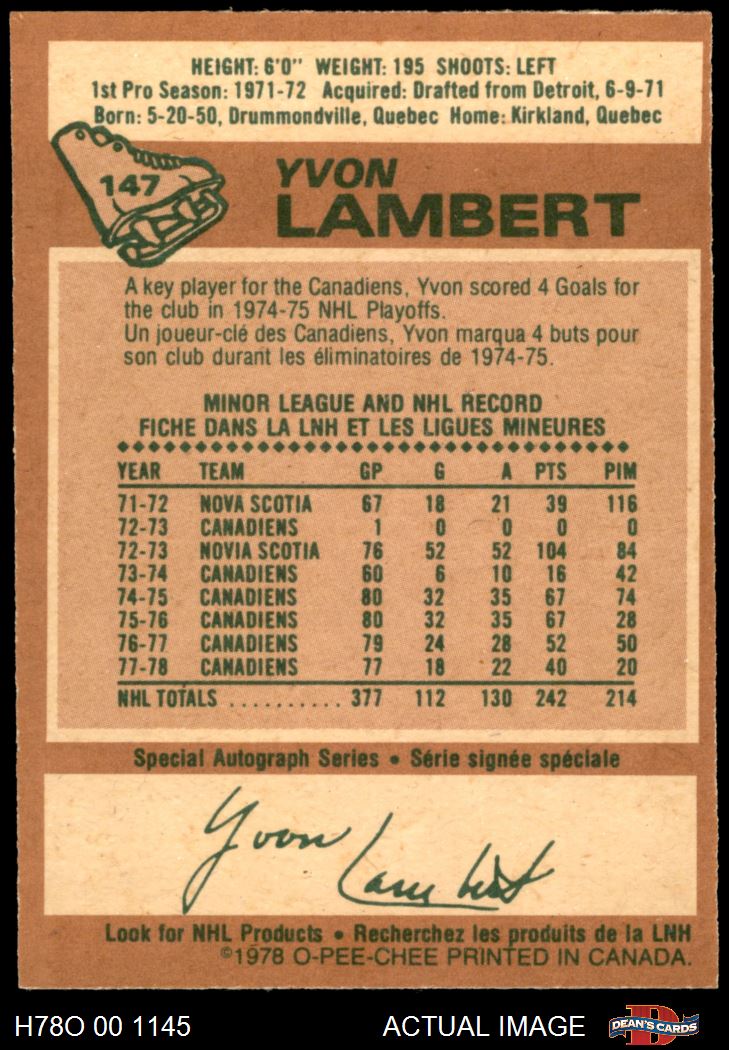 HEIGHT: 6'0" WEIGHT: 195 SHOOTS: LEFT
1st Pro Season: 1971-72 Acquired: Drafted from Detroit, 6-9-71
Born: 5-20-50, Drummondville, Quebec Home: Kirkland, Quebec
147
YVON
LAMBERT
A key player for the Canadiens, Yvon scored 4 Goals for
the club in 1974-75 NHL Playoffs.
Un joueur-clé des Canadiens, Yvon marqua 4 buts pour
son club durant les éliminatoires de 1974-75.
MINOR LEAGUE AND NHL RECORD
FICHE DANS LA LNH ET LES LIGUES MINEURES
YEAR TEAM GP G A PTS PIM
71-72 NOVA SCOTIA 67 18 21 39 116
72-73 CANADIENS 1 0 0 0 0
72-73 NOVIA SCOTIA 76 52 52 104 84
73-74 CANADIENS 60 6 10 16 42
74-75 CANADIENS 80 32 35 67 74
75-76 CANADIENS 80 32 35 67 28
76-77 CANADIENS 79 24 28 52 50
77-78 CANADIENS 77 18 22 40 20
NHL TOTALS .......... 377 112 130 242 214
Special Autograph Series • Série signée spéciale
Yvon Lambert
Look for NHL Products • Recherchez les produits de la LNH
©1978 O-PEE-CHEE PRINTED IN CANADA.
H78O 00 1145 ACTUAL IMAGE DEAN'S CARDS